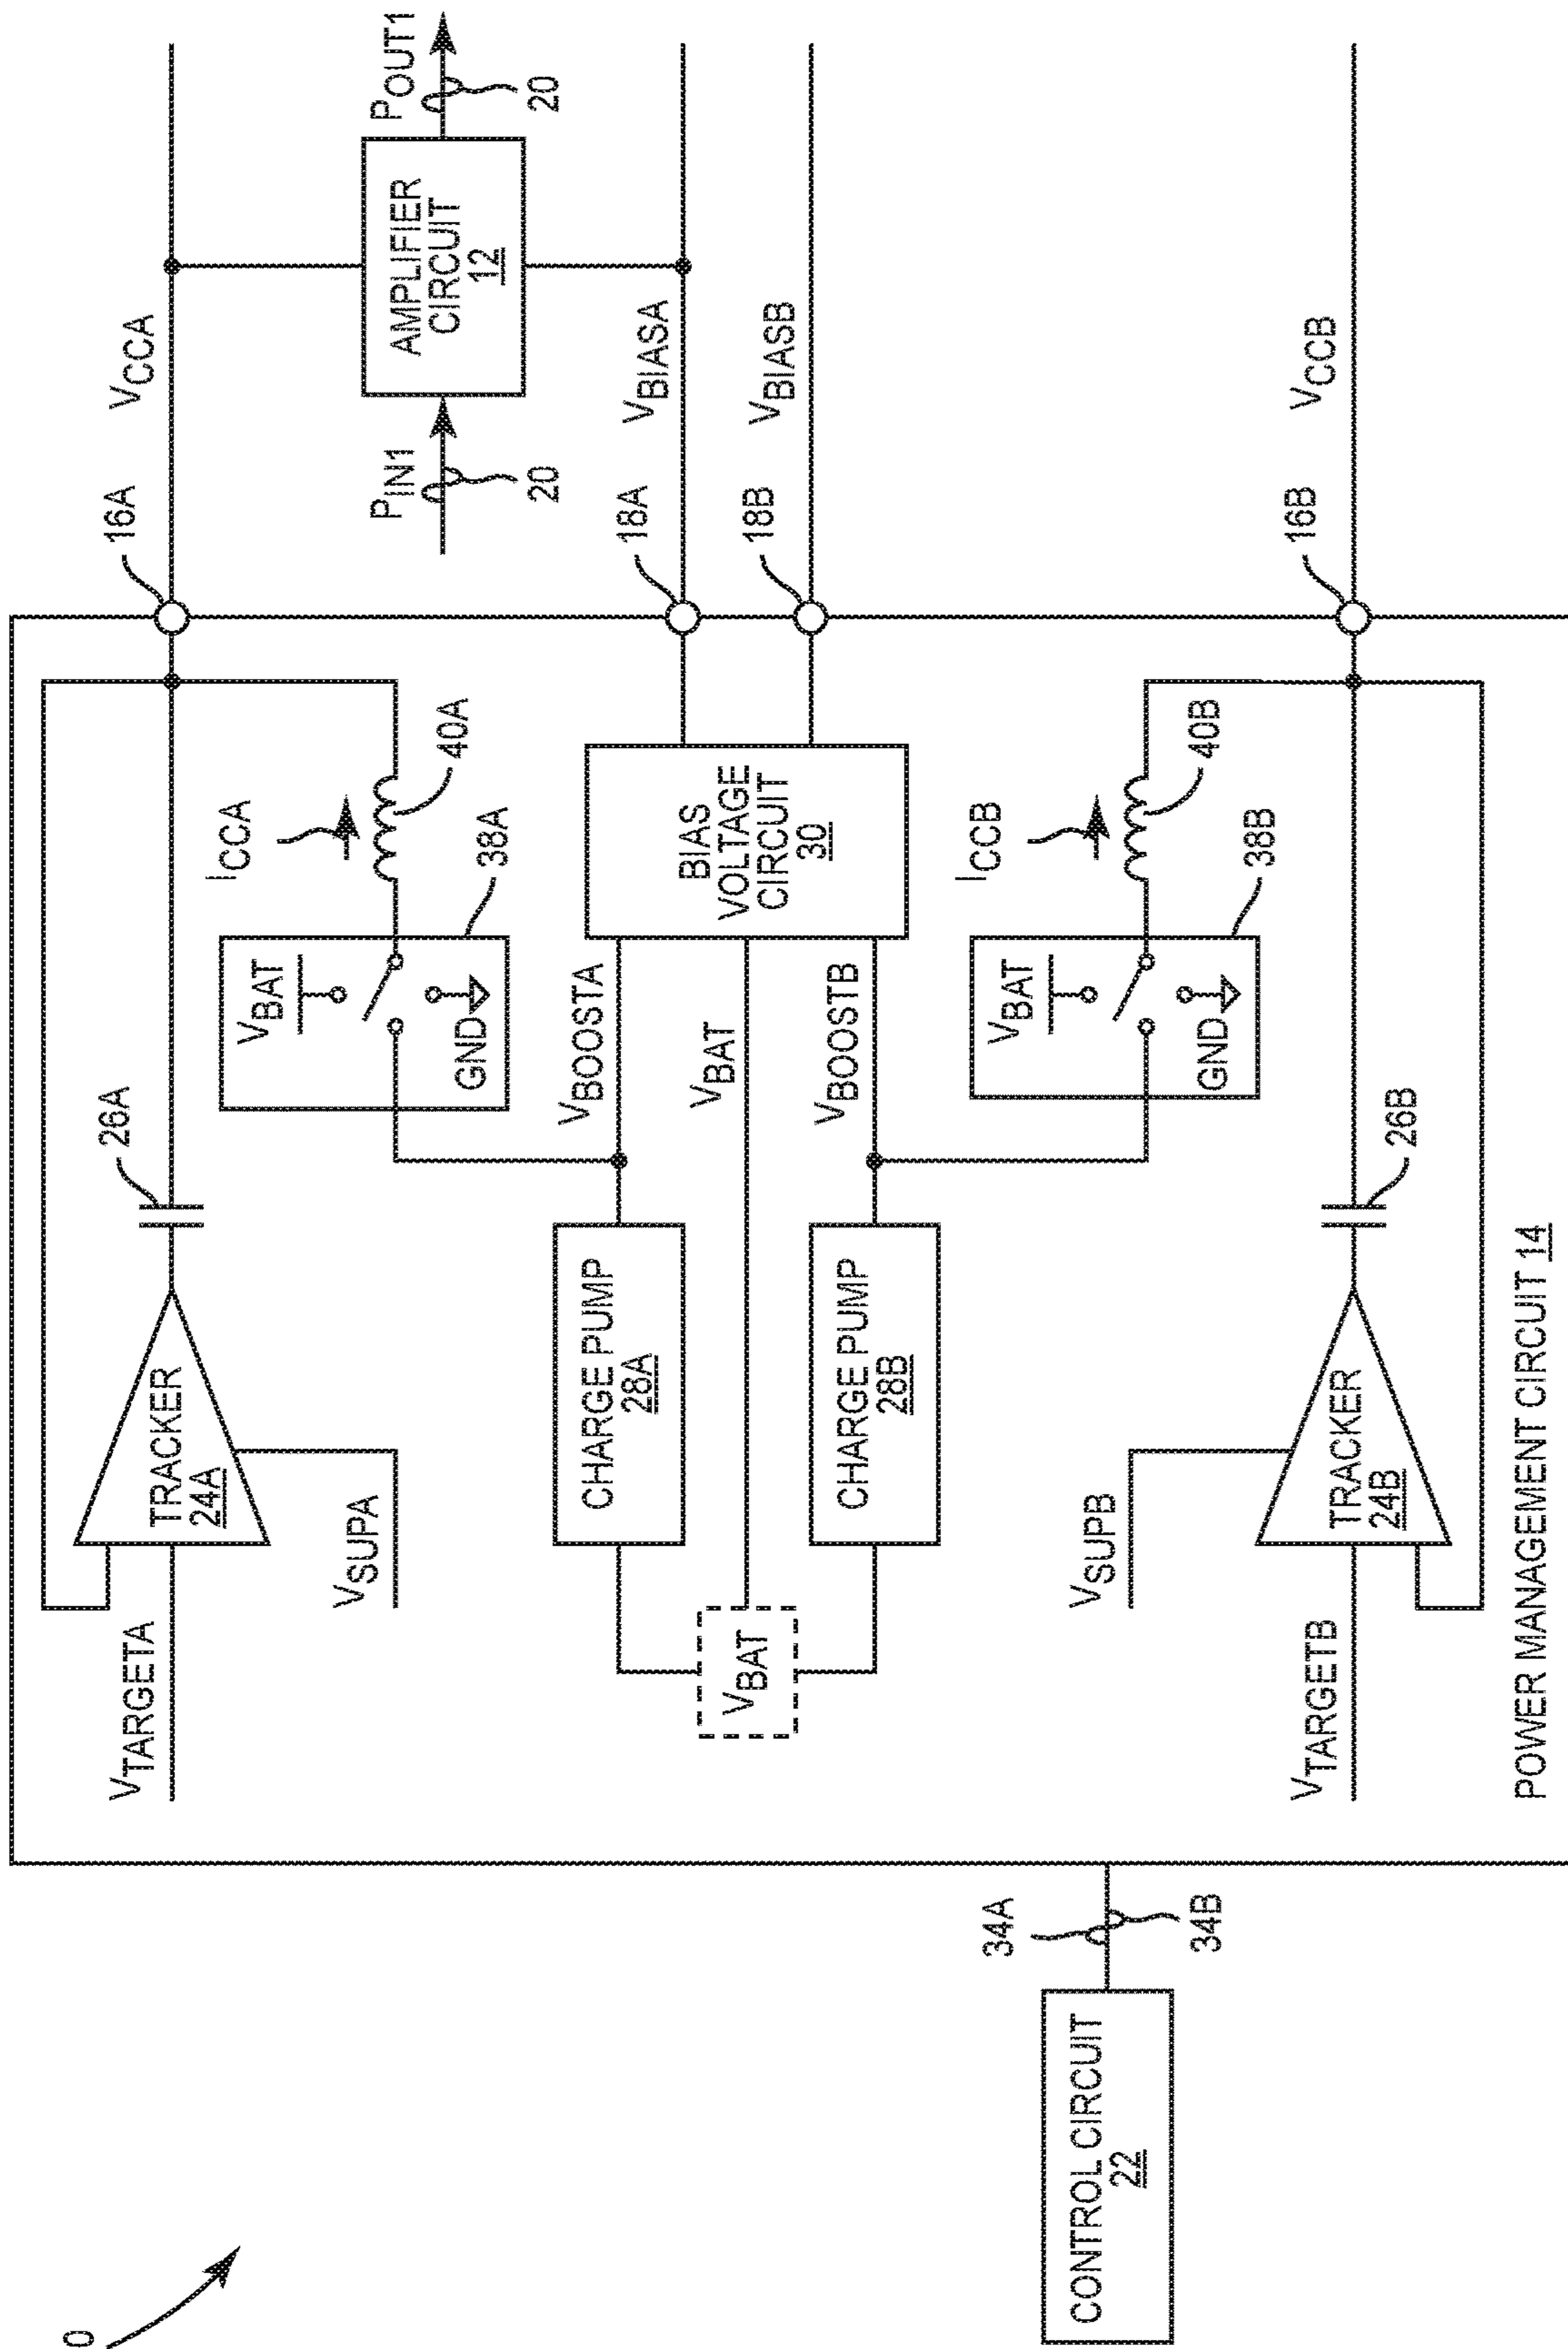 0
CONTROL CIRCUIT
22
34A
34B
POWER MANAGEMENT CIRCUIT 14
VTARGETA
TRACKER
24A
VSUPA
26A
VBAT
GND
38A
ICCA
40A
16A
VCCA
PIN1
20
AMPLIFIER
CIRCUIT
12
POUT1
20
VBAT
CHARGE PUMP
28A
VBOOSTA
VBAT
CHARGE PUMP
28B
VBOOSTB
BIAS
VOLTAGE
CIRCUIT
30
18A
VBIASA
18B
VBIASB
VBAT
GND
38B
ICCB
40B
VSUPB
VTARGETB
TRACKER
24B
26B
16B
VCCB